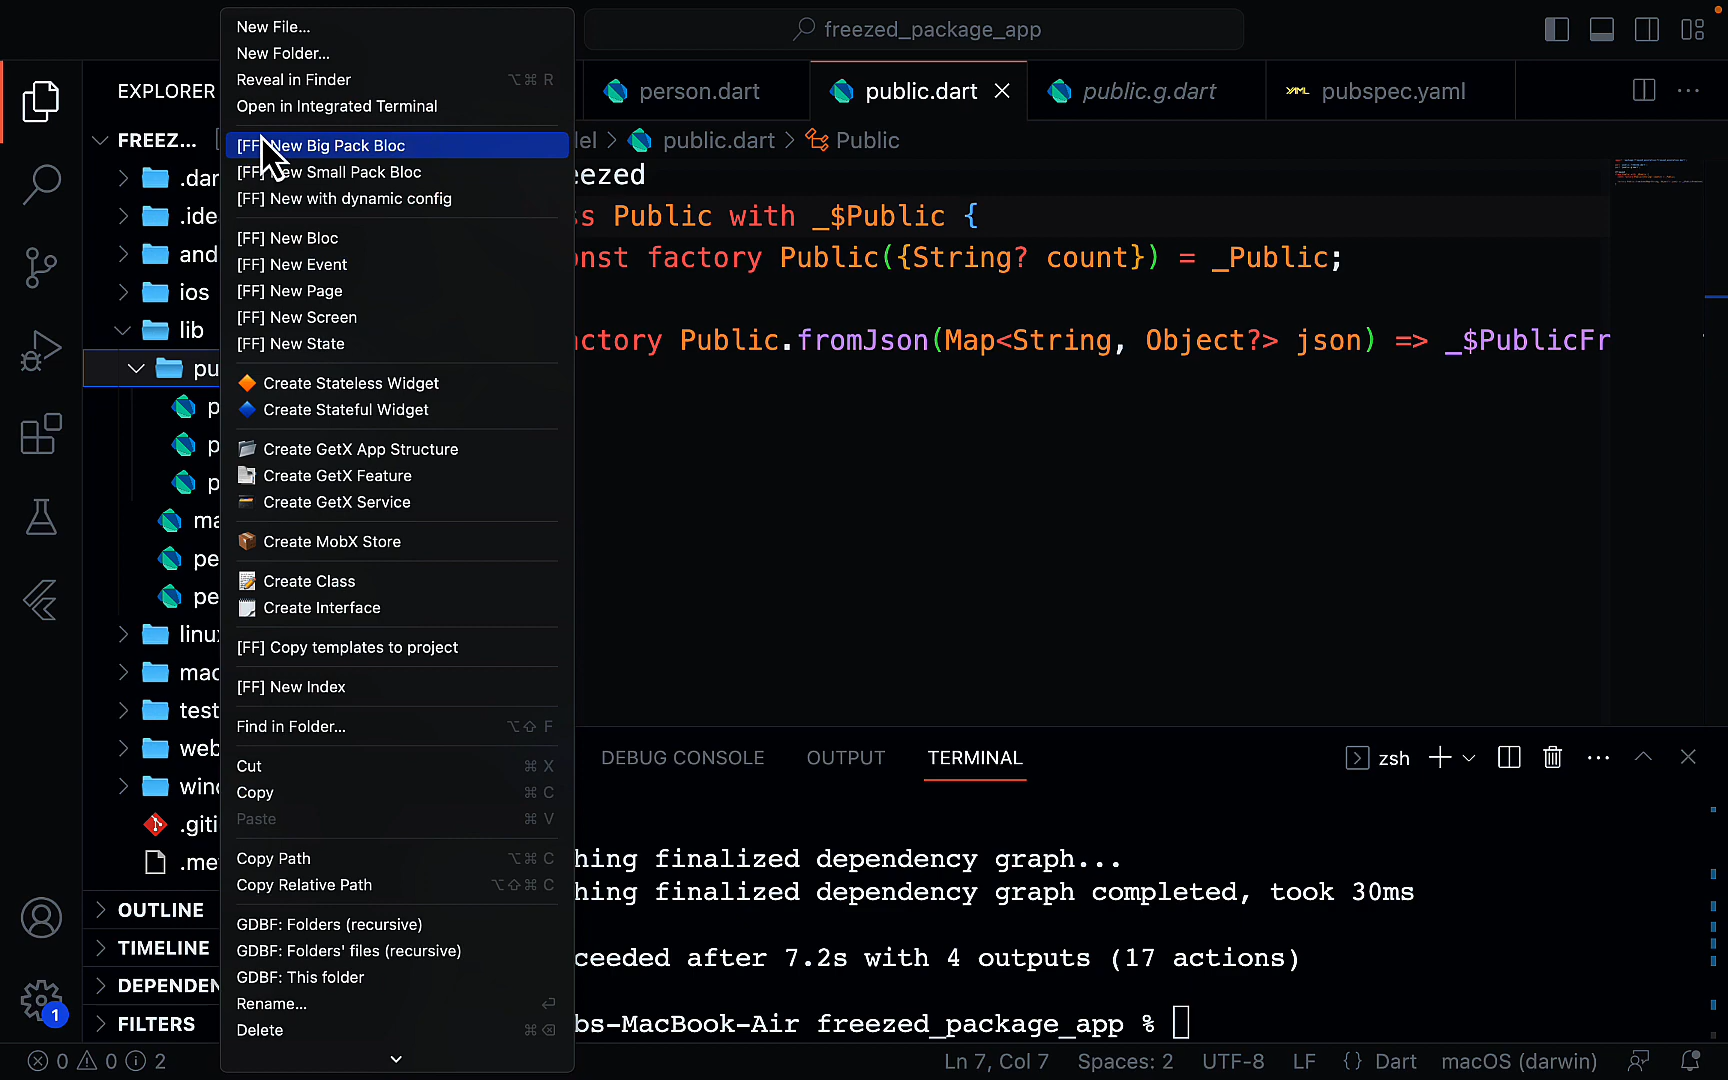 freezed_package_app
EXPLORER
FREEZ...
.dar
.ide
and
ios
lib
pu
p
p
p
ma
pe
pe
linu
mac
test
web
wind
.giti
.me
OUTLINE
TIMELINE
DEPENDEN
FILTERS
1
New File...
New Folder...
Reveal in Finder ⌥⌘ R
Open in Integrated Terminal
[FF] New Big Pack Bloc
[FF] New Small Pack Bloc
[FF] New with dynamic config
[FF] New Bloc
[FF] New Event
[FF] New Page
[FF] New Screen
[FF] New State
Create Stateless Widget
Create Stateful Widget
Create GetX App Structure
Create GetX Feature
Create GetX Service
Create MobX Store
Create Class
Create Interface
[FF] Copy templates to project
[FF] New Index
Find in Folder... ⌥⇧ F
Cut ⌘ X
Copy ⌘ C
Paste ⌘ V
Copy Path ⌥⌘ C
Copy Relative Path ⌥⇧⌘ C
GDBF: Folders (recursive)
GDBF: Folders' files (recursive)
GDBF: This folder
Rename... ⏎
Delete ⌘⌫
person.dart public.dart public.g.dart YML pubspec.yaml
el > public.dart > Public
eezed
ss Public with _$Public {
nst factory Public({String? count}) = _Public;
actory Public.fromJson(Map<String, Object?> json) => _$PublicFr
DEBUG CONSOLE OUTPUT TERMINAL zsh
hing finalized dependency graph...
hing finalized dependency graph completed, took 30ms
ceeded after 7.2s with 4 outputs (17 actions)
bs-MacBook-Air freezed_package_app %
0 0 2 Ln 7, Col 7 Spaces: 2 UTF-8 LF {} Dart macOS (darwin)